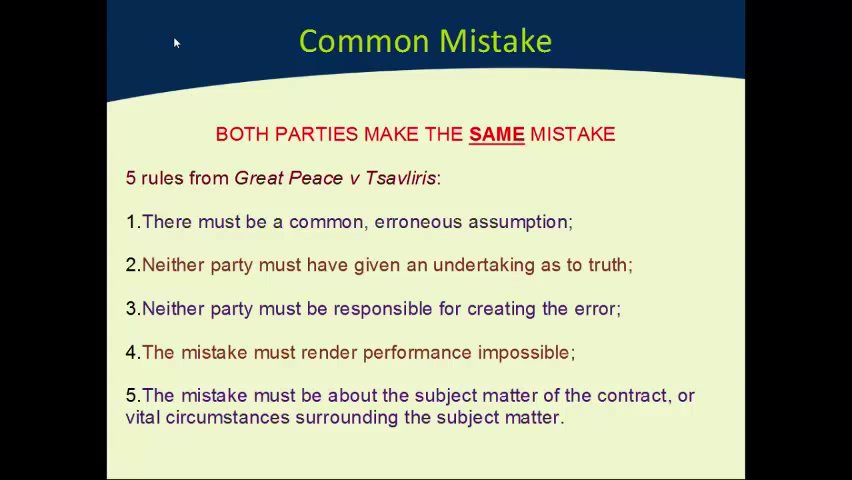 Common Mistake
BOTH PARTIES MAKE THE SAME MISTAKE
5 rules from Great Peace v Tsavliris:
1.There must be a common, erroneous assumption;
2.Neither party must have given an undertaking as to truth;
3.Neither party must be responsible for creating the error;
4.The mistake must render performance impossible;
5.The mistake must be about the subject matter of the contract, or
vital circumstances surrounding the subject matter.